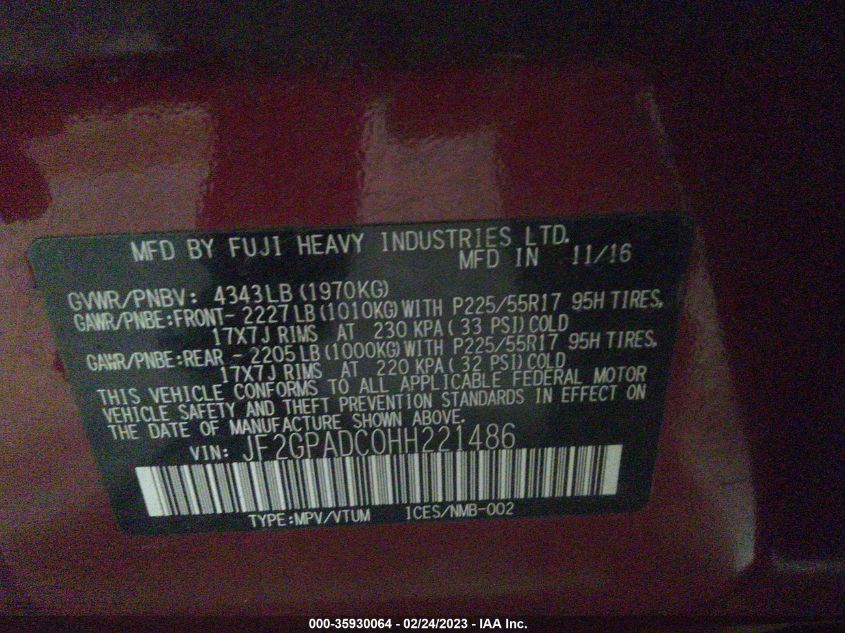 MFD BY FUJI HEAVY INDUSTRIES LTD.
MFD IN 11/16
GVWR/PNBV: 4343LB (1970KG)
GAWR/PNBE:FRONT- 2227 LB (1010KG) WITH P225/55R17 95H TIRES,
17X7J RIMS AT 230 KPA ( 33 PSI) COLD
GAWR/PNBE:REAR - 2205 LB (1000KG) WITH P225/55R17 95H TIRES,
17X7J RIMS AT 220 KPA ( 32 PSI) COLD
THIS VEHICLE CONFORMS TO ALL APPLICABLE FEDERAL MOTOR
VEHICLE SAFETY AND THEFT PREVENTION STANDARDS IN EFFECT ON
THE DATE OF MANUFACTURE SHOWN ABOVE.
VIN: JF2GPADC0HH221486
TYPE:MPV/VTUM ICES/NMB-002
000-35930064 - 02/24/2023 - IAA Inc.